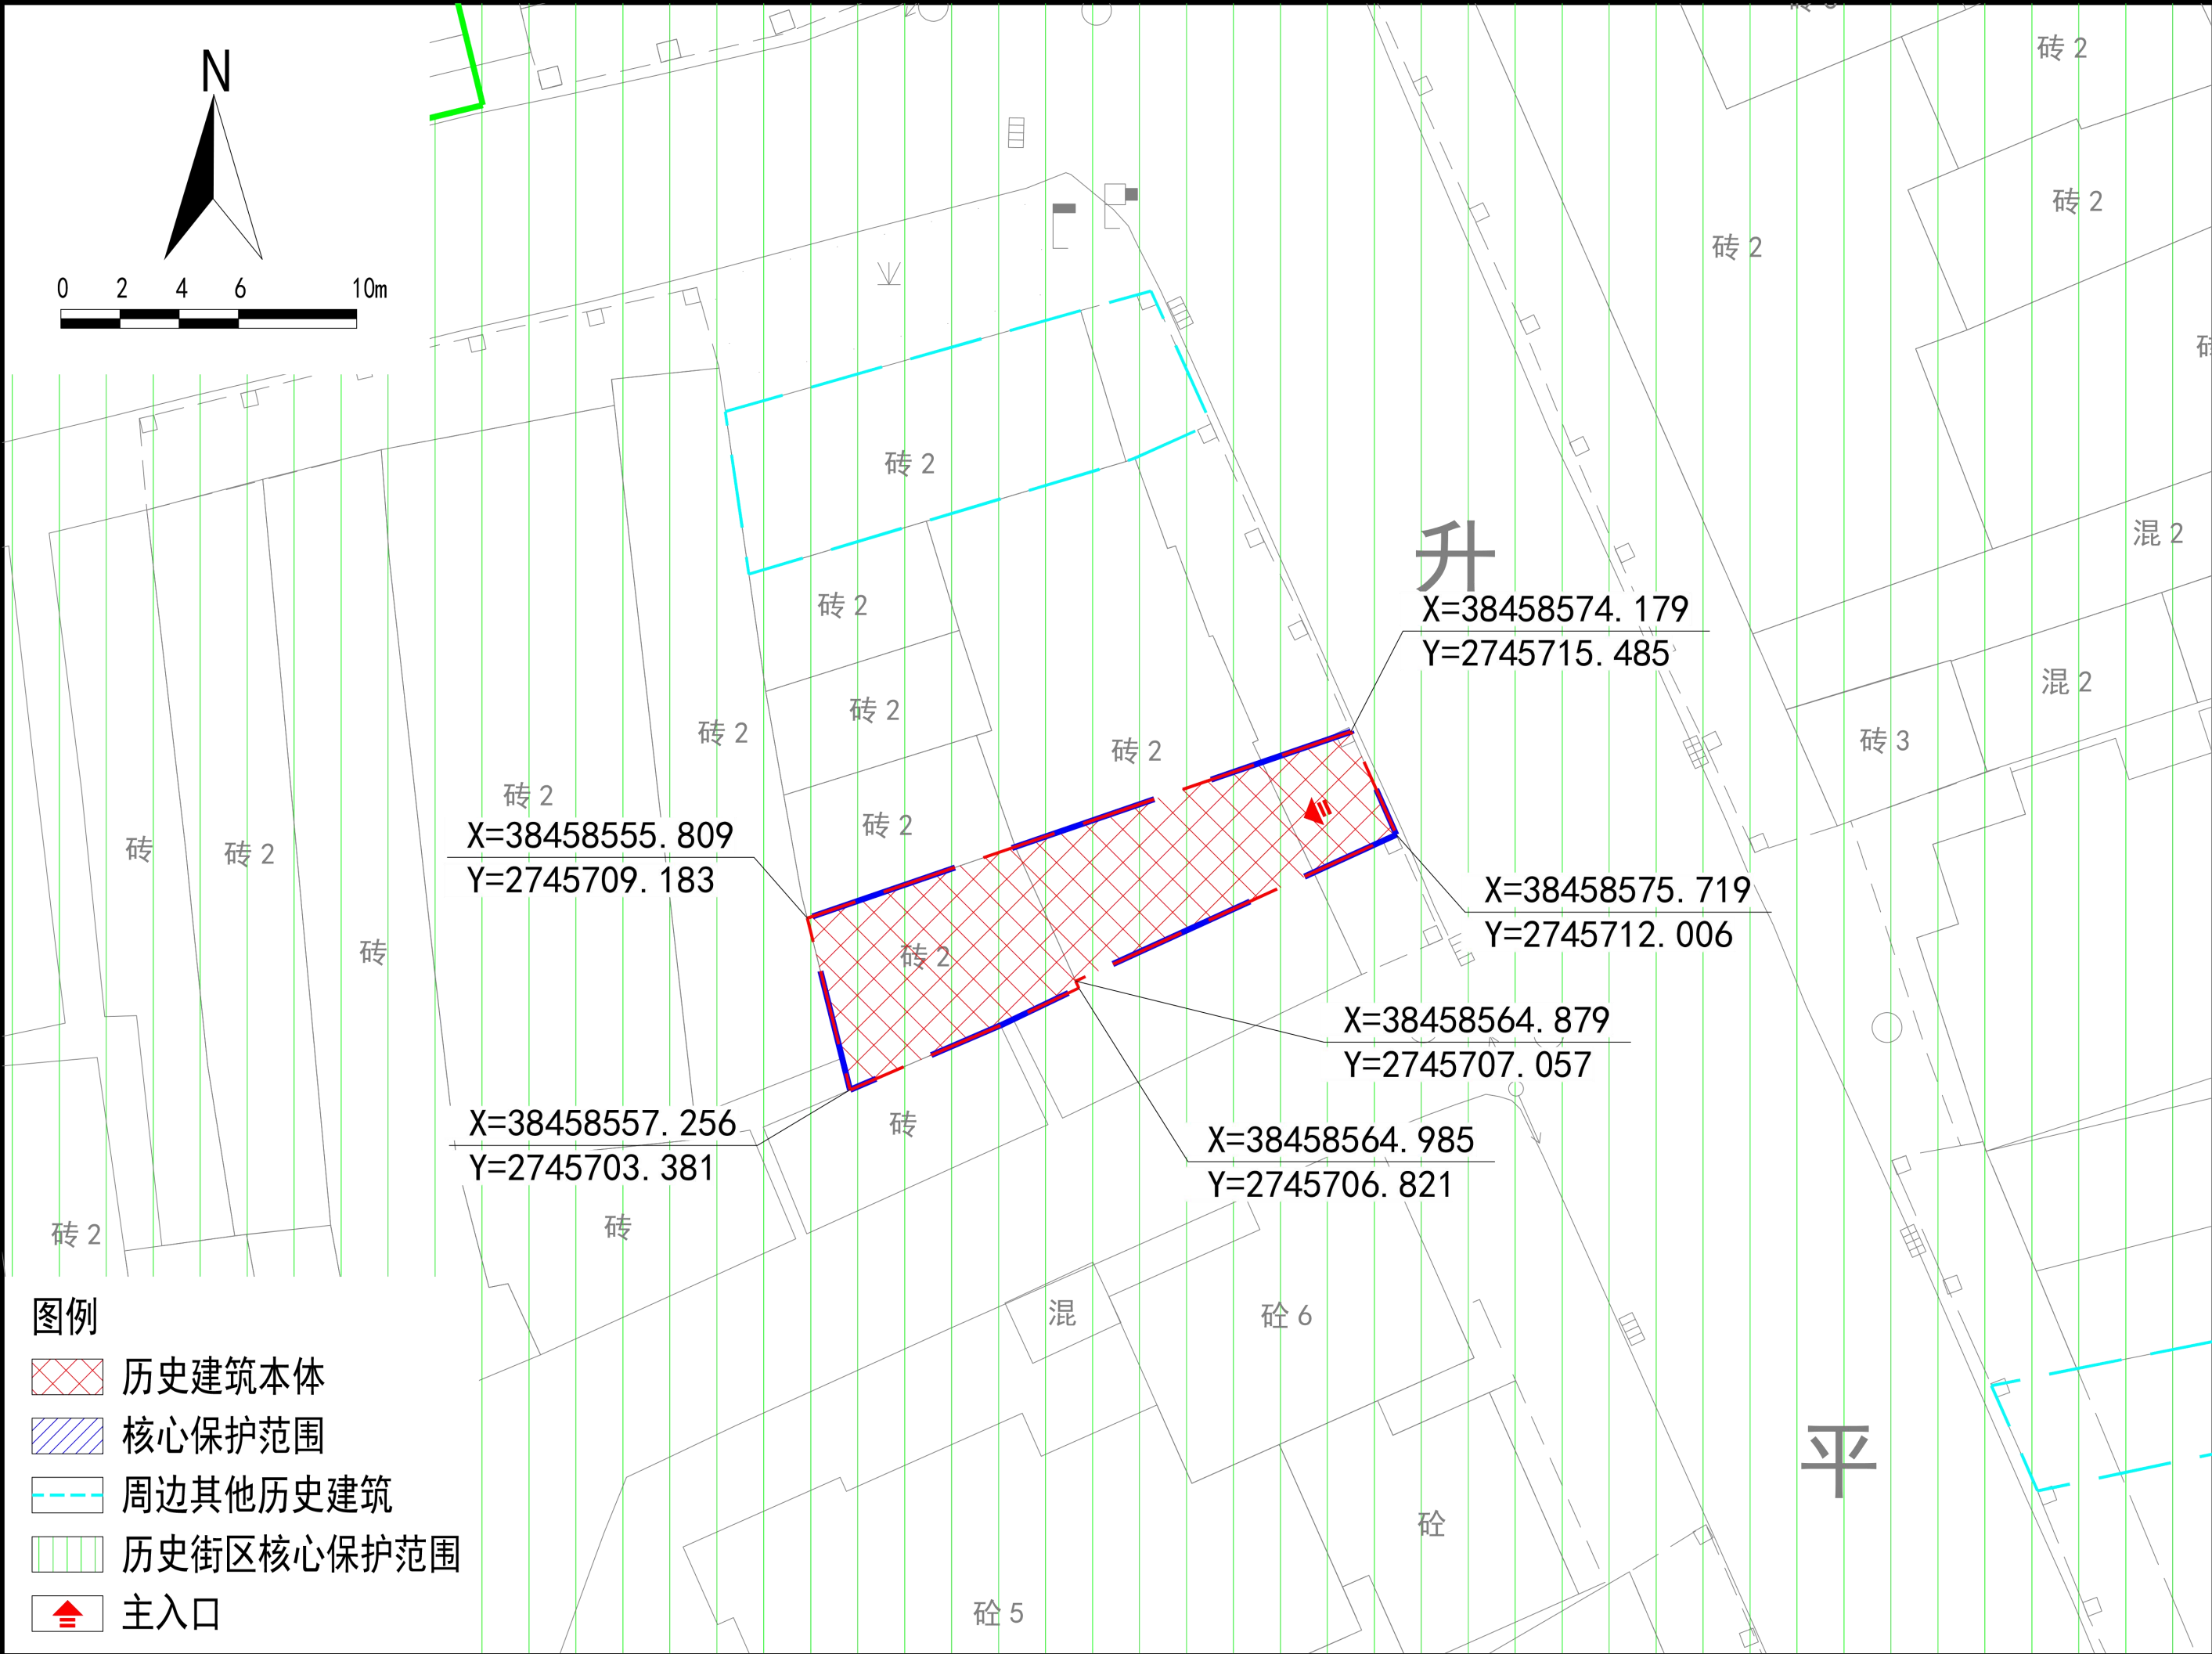 N
0 2 4 6 10m
砖 2
砖 2
砖 2
砖 2
混 2
升
砖 2
X=38458574.179
Y=2745715.485
混 2
砖 2
砖 2
砖 2
砖 3
砖 2
砖 2
X=38458555.809
Y=2745709.183
砖 2
砖
砖 2
砖
砖 2
X=38458575.719
Y=2745712.006
X=38458564.879
Y=2745707.057
X=38458557.256
Y=2745703.381
砖
X=38458564.985
Y=2745706.821
砖 2
砖
混
砼 6
平
砼
砼 5
图例
历史建筑本体
核心保护范围
周边其他历史建筑
历史街区核心保护范围
主入口